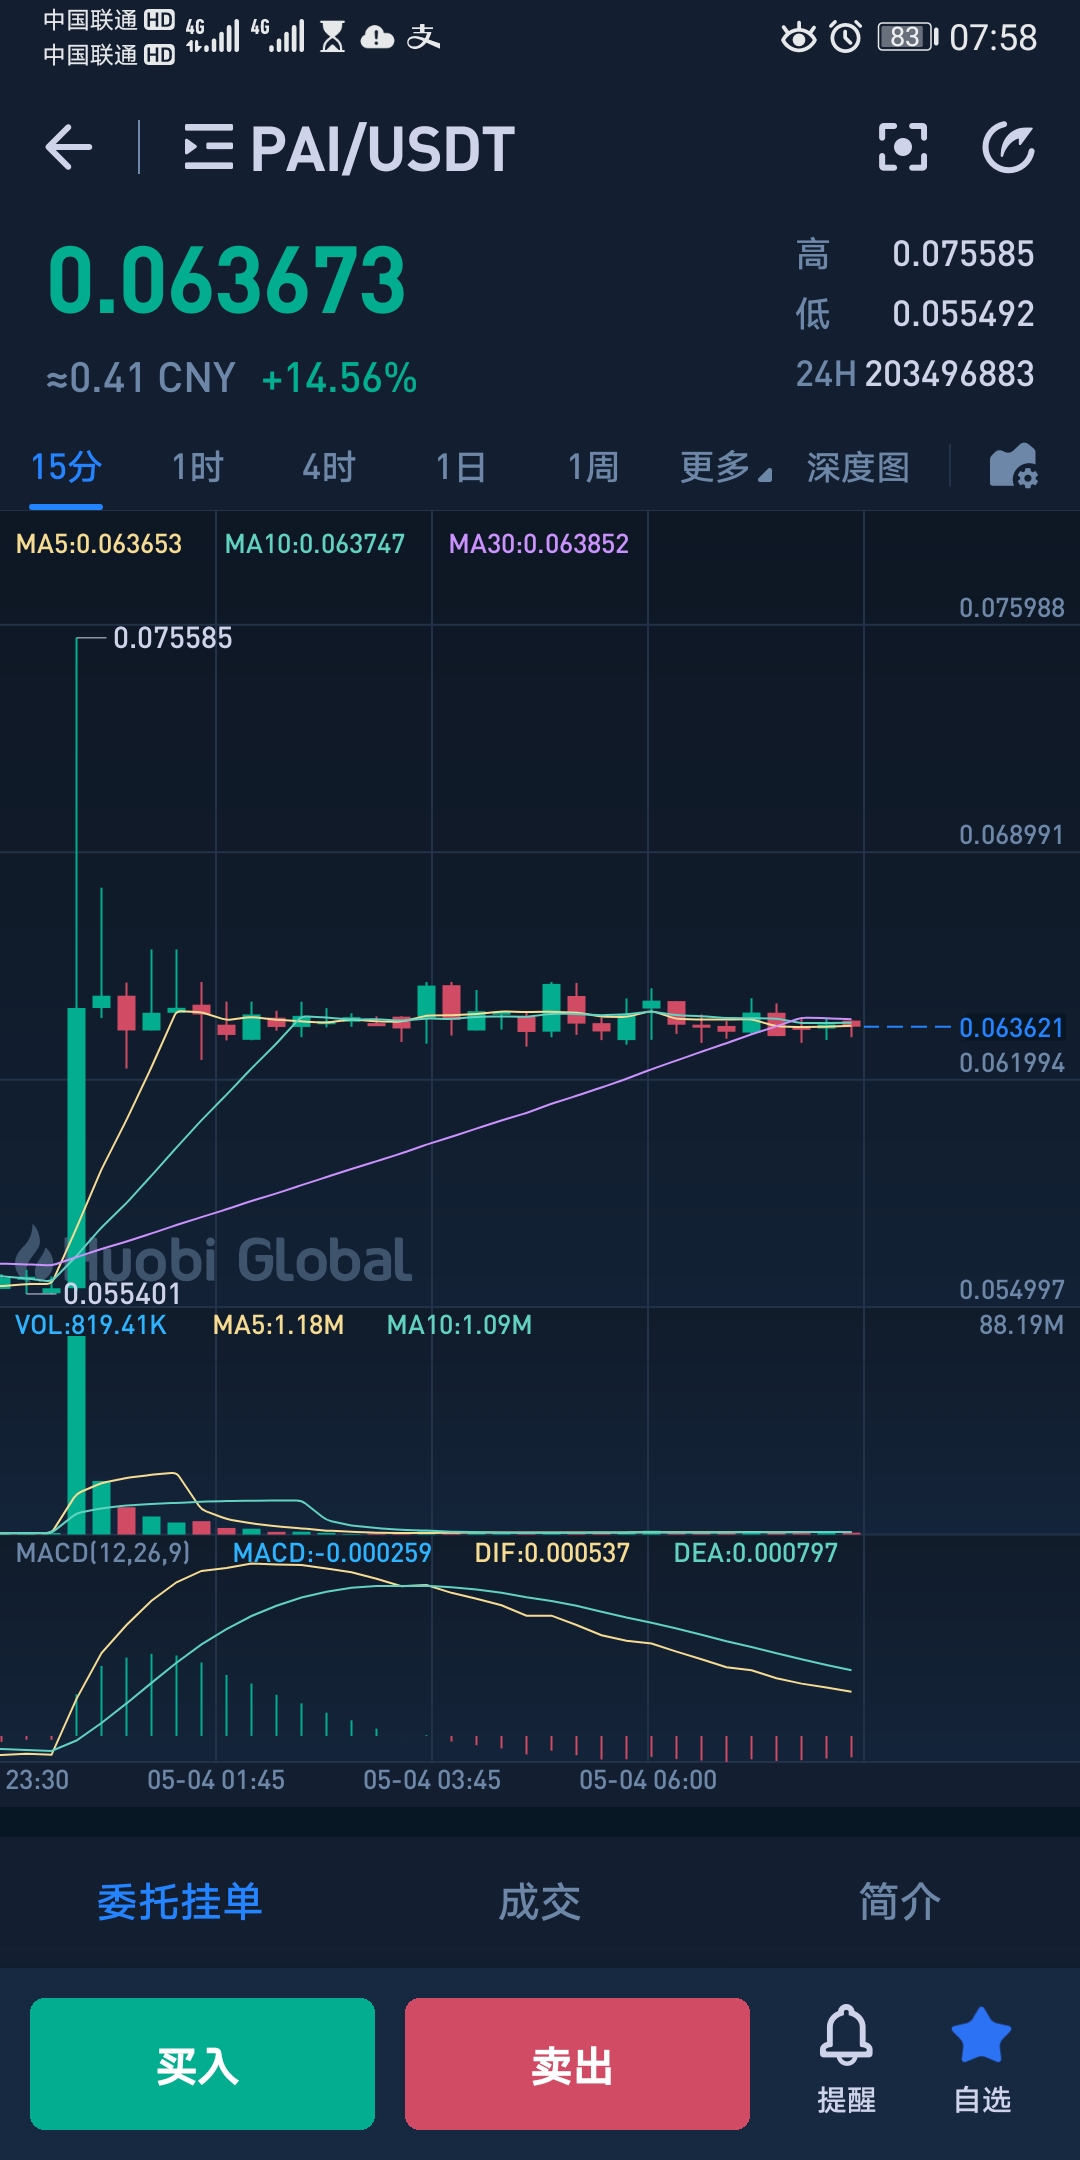 中国联通 HD 4G 4G 83 07:58
中国联通 HD
PAI/USDT
0.063673
高 0.075585
低 0.055492
≈0.41 CNY +14.56%
24H 203496883
15分 1时 4时 1日 1周 更多 深度图
MA5:0.063653 MA10:0.063747 MA30:0.063852
0.075988
0.075585
0.068991
0.063621
0.061994
Huobi Global
0.055401
0.054997
VOL:819.41K MA5:1.18M MA10:1.09M 88.19M
MACD(12,26,9) MACD:-0.000259 DIF:0.000537 DEA:0.000797
23:30 05-04 01:45 05-04 03:45 05-04 06:00
委托挂单 成交 简介
买入 卖出 提醒 自选